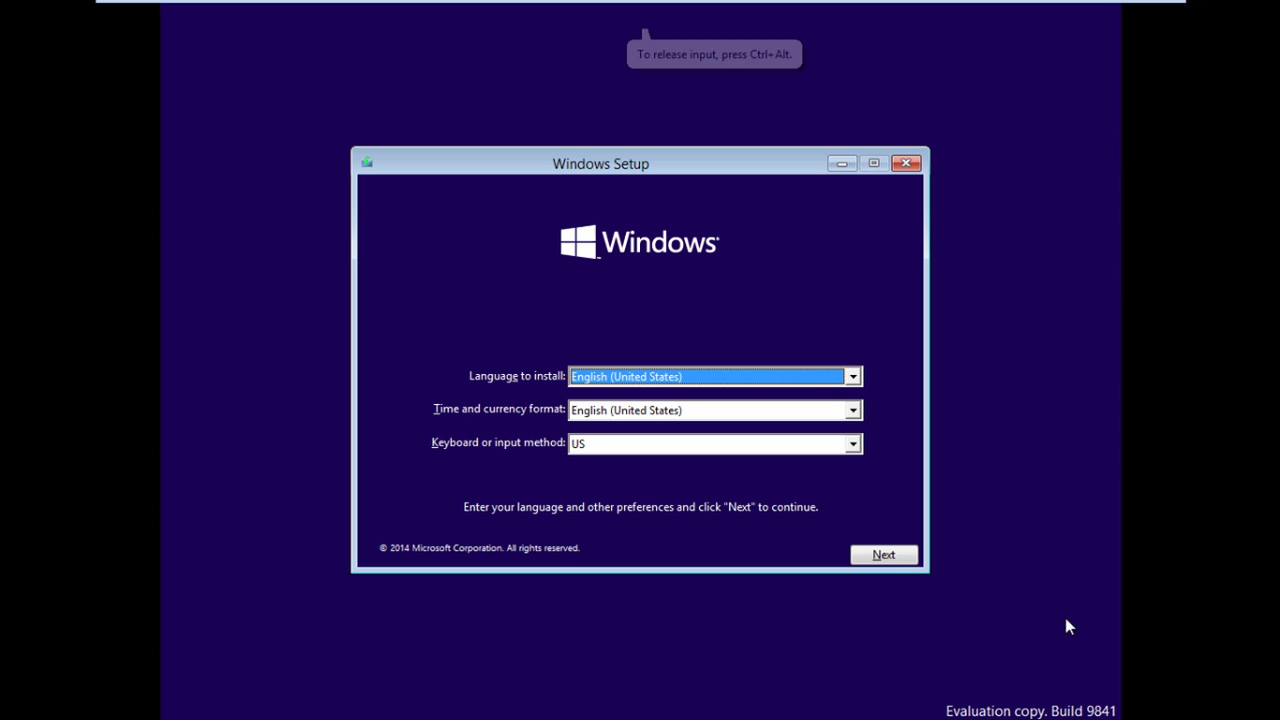 To release input, press Ctrl+Alt.
Windows Setup
Windows
Language to install: English (United States)
Time and currency format: English (United States)
Keyboard or input method: US
Enter your language and other preferences and click "Next" to continue.
© 2014 Microsoft Corporation. All rights reserved.
Next
Evaluation copy. Build 9841